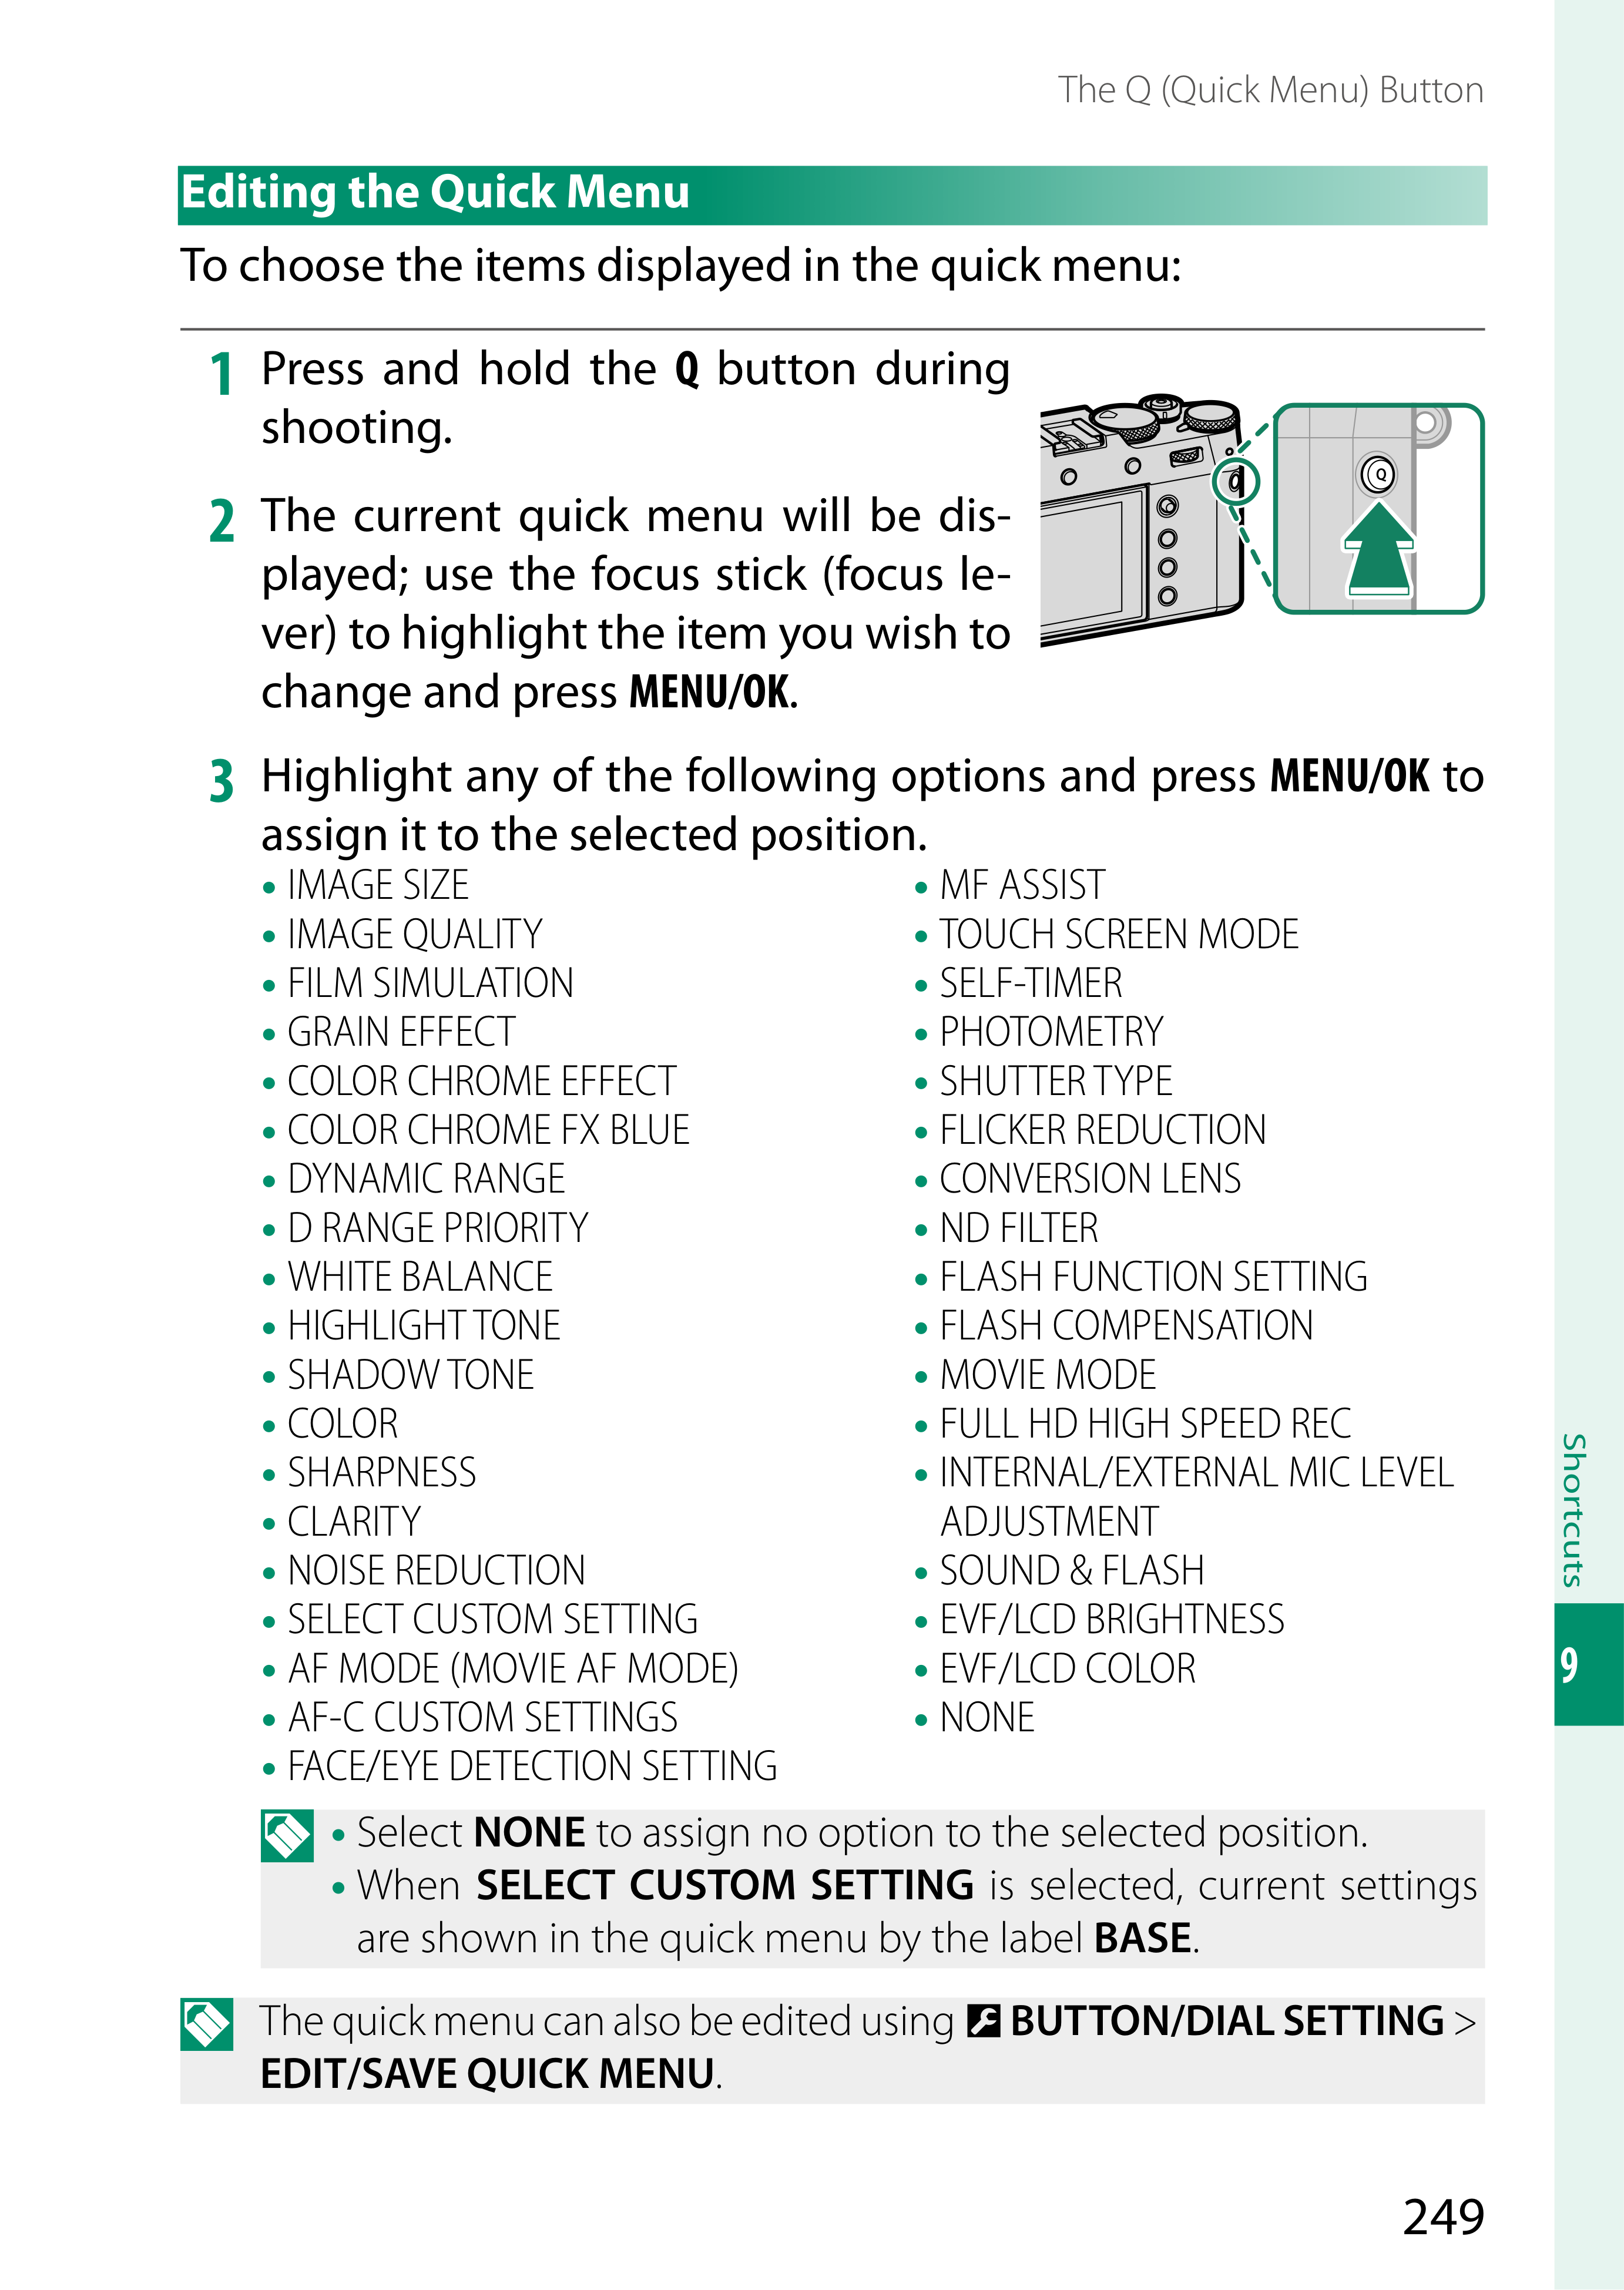 The Q (Quick Menu) Button
Editing the Quick Menu
To choose the items displayed in the quick menu:
1 Press and hold the Q button during
shooting.
2 The current quick menu will be dis-
played; use the focus stick (focus le-
ver) to highlight the item you wish to
change and press MENU/OK.
Q
3 Highlight any of the following options and press MENU/OK to
assign it to the selected position.
• IMAGE SIZE
• IMAGE QUALITY
• FILM SIMULATION
• GRAIN EFFECT
• COLOR CHROME EFFECT
• COLOR CHROME FX BLUE
• DYNAMIC RANGE
• D RANGE PRIORITY
• WHITE BALANCE
• HIGHLIGHT TONE
• SHADOW TONE
• COLOR
• SHARPNESS
• CLARITY
• NOISE REDUCTION
• SELECT CUSTOM SETTING
• AF MODE (MOVIE AF MODE)
• AF-C CUSTOM SETTINGS
• FACE/EYE DETECTION SETTING
• MF ASSIST
• TOUCH SCREEN MODE
• SELF-TIMER
• PHOTOMETRY
• SHUTTER TYPE
• FLICKER REDUCTION
• CONVERSION LENS
• ND FILTER
• FLASH FUNCTION SETTING
• FLASH COMPENSATION
• MOVIE MODE
• FULL HD HIGH SPEED REC
• INTERNAL/EXTERNAL MIC LEVEL
ADJUSTMENT
• SOUND & FLASH
• EVF/LCD BRIGHTNESS
• EVF/LCD COLOR
• NONE
• Select NONE to assign no option to the selected position.
• When SELECT CUSTOM SETTING is selected, current settings
are shown in the quick menu by the label BASE.
The quick menu can also be edited using BUTTON/DIAL SETTING >
EDIT/SAVE QUICK MENU.
Shortcuts
9
249